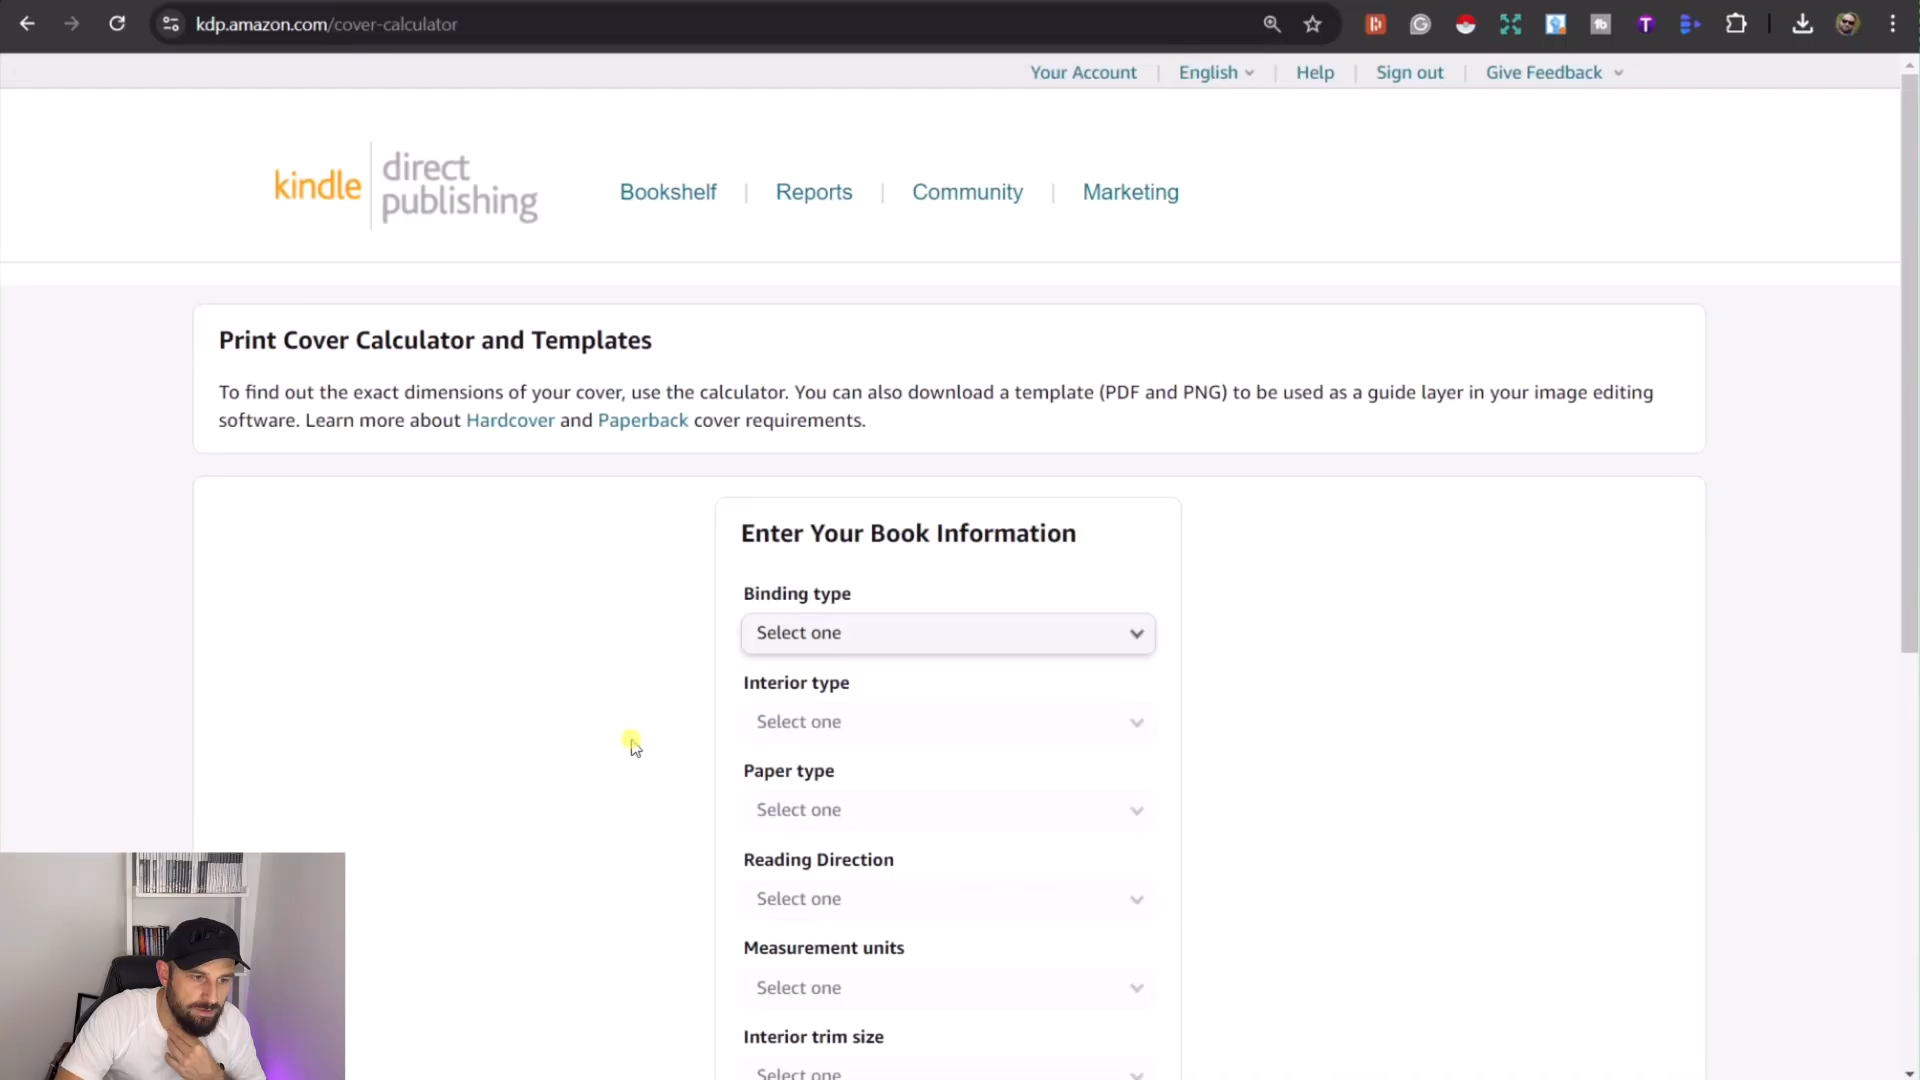 kdp.amazon.com/cover-calculator
Your Account | English | Help | Sign out | Give Feedback
kindle direct publishing
Bookshelf | Reports | Community | Marketing
Print Cover Calculator and Templates
To find out the exact dimensions of your cover, use the calculator. You can also download a template (PDF and PNG) to be used as a guide layer in your image editing
software. Learn more about Hardcover and Paperback cover requirements.
Enter Your Book Information
Binding type
Select one
Interior type
Select one
Paper type
Select one
Reading Direction
Select one
Measurement units
Select one
Interior trim size
Select one